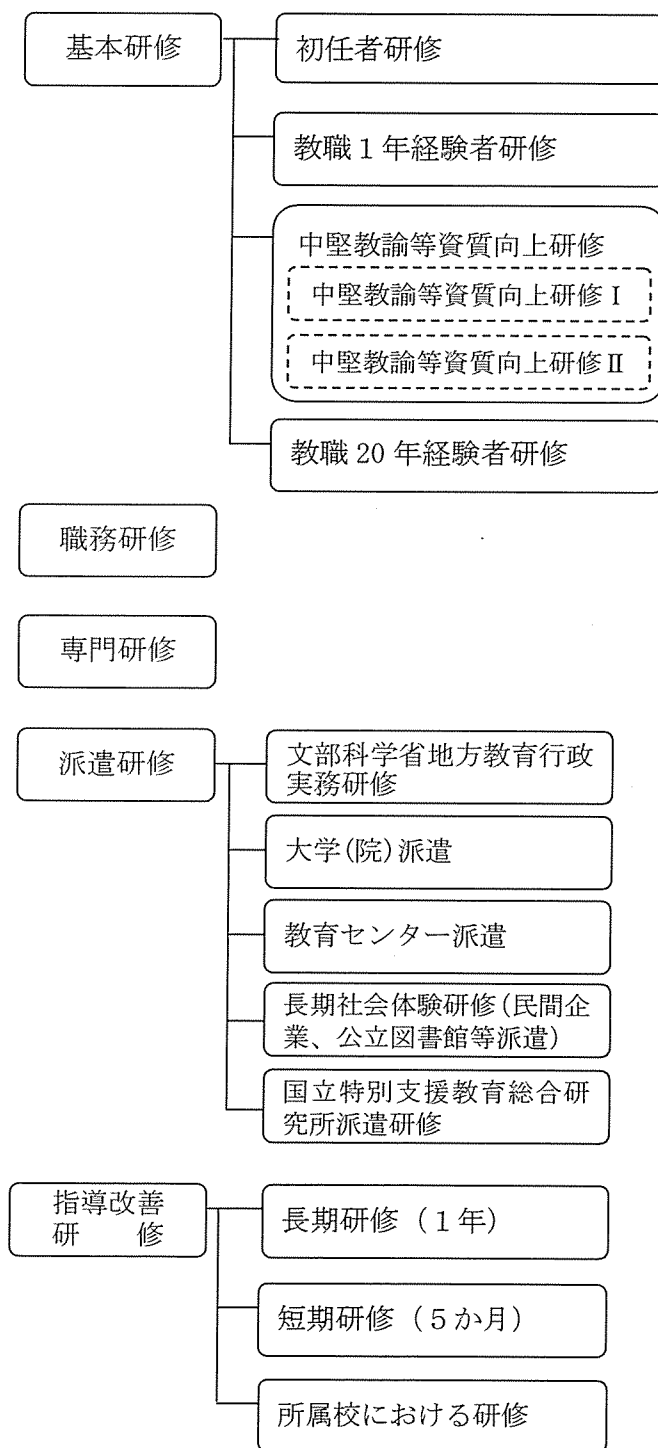 基本研修
初任者研修
教職1年経験者研修
中堅教諭等資質向上研修
中堅教諭等資質向上研修Ⅰ
中堅教諭等資質向上研修Ⅱ
教職20年経験者研修
職務研修
専門研修
派遣研修
文部科学省地方教育行政
実務研修
大学(院)派遣
教育センター派遣
長期社会体験研修(民間企
業、公立図書館等派遣)
国立特別支援教育総合研
究所派遣研修
指導改善
研　修
長期研修（１年）
短期研修（５か月）
所属校における研修